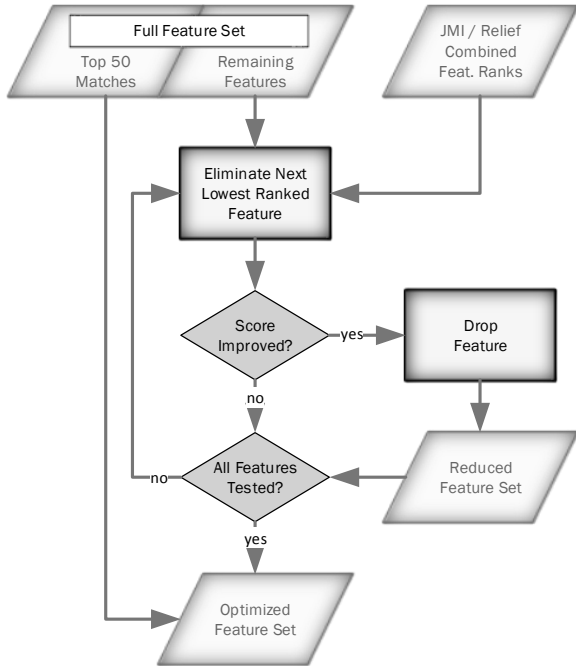 Full Feature Set
Top 50
Matches
Remaining
Features
JMI / Relief
Combined
Feat. Ranks
Eliminate Next
Lowest Ranked
Feature
Score
Improved?
yes
Drop
Feature
no
All Features
Tested?
no
Reduced
Feature Set
yes
Optimized
Feature Set